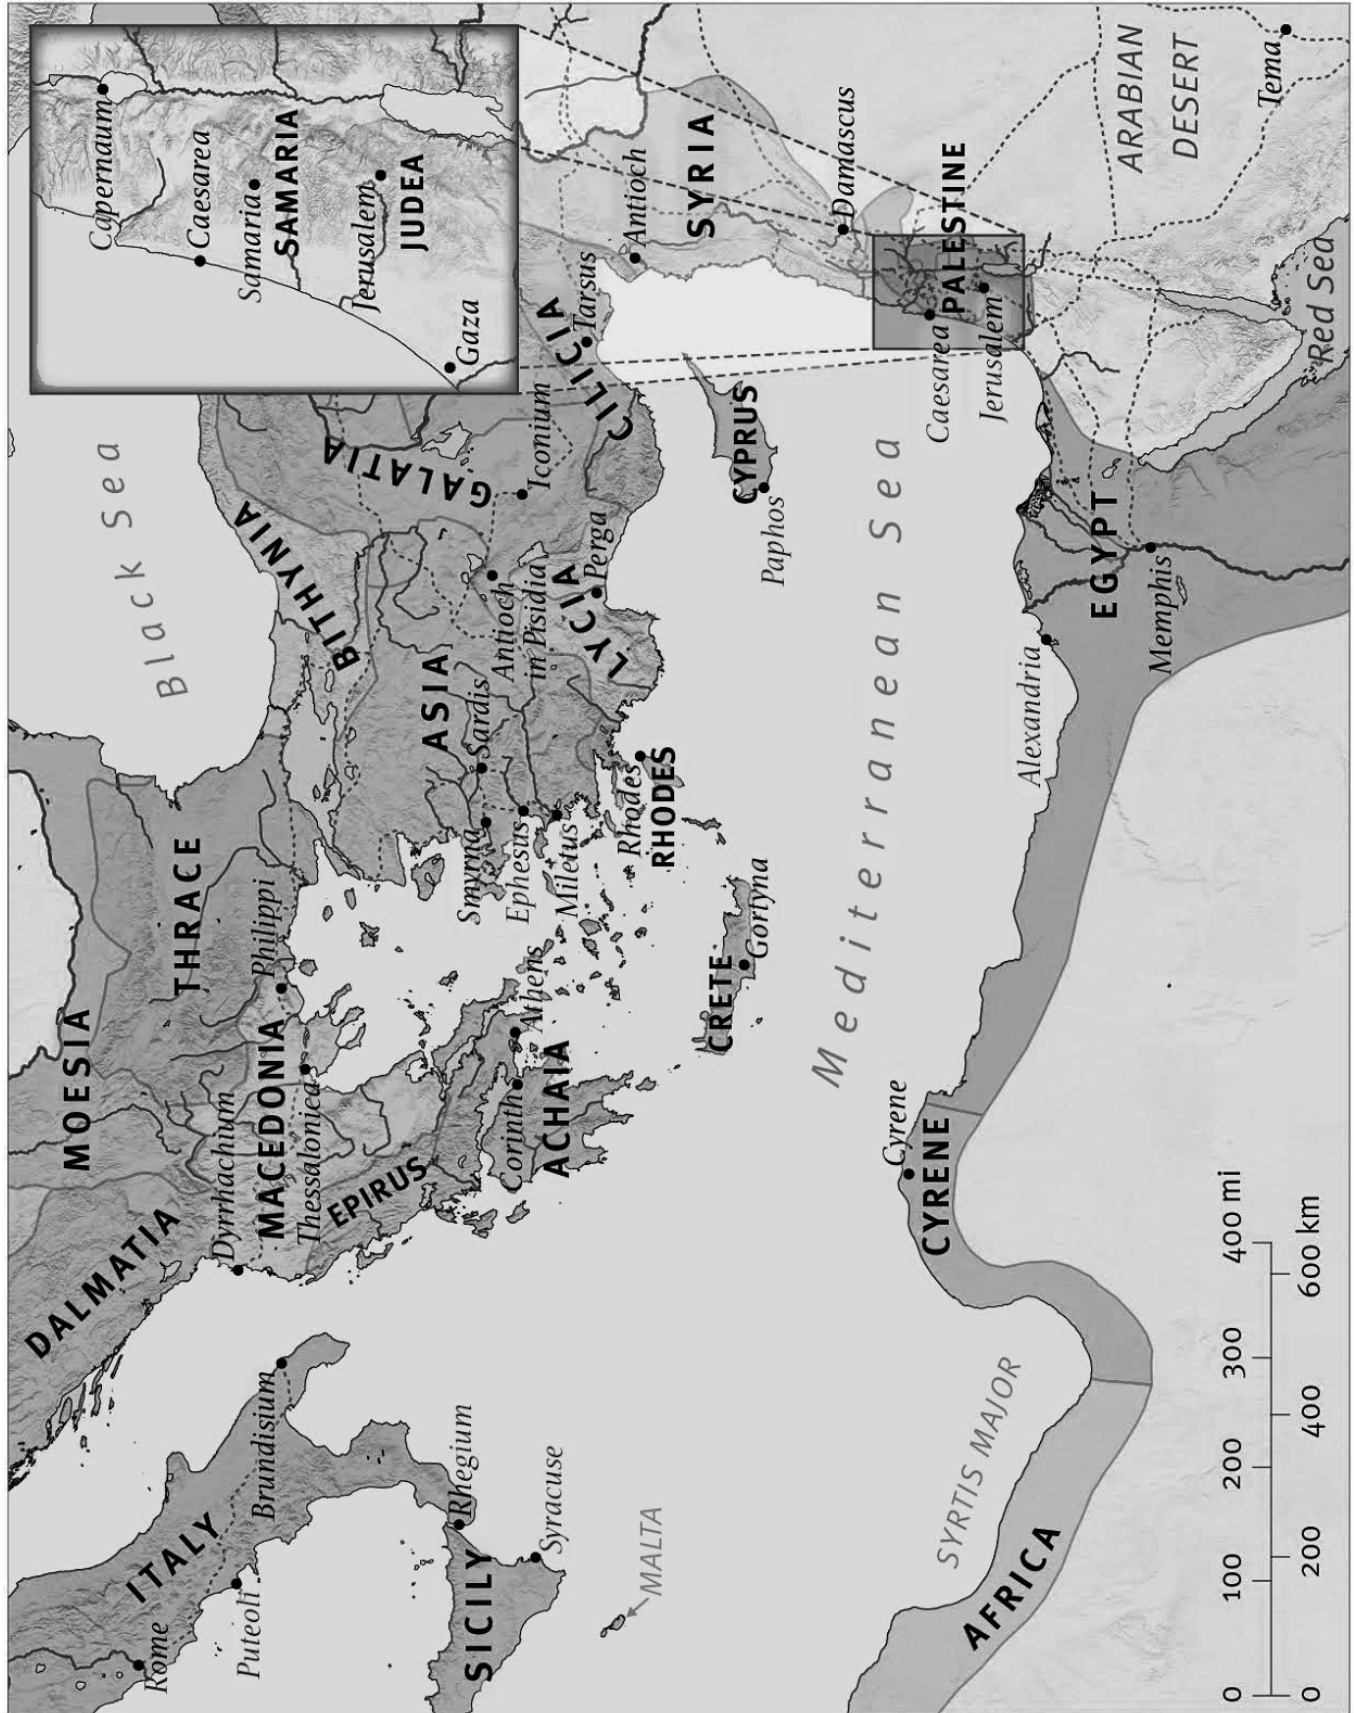 Black Sea
MOESIA
DALMATIA
THRACE
ITALY
Rome
Puteoli
Brundisium
Dyrrhachium
MACEDONIA
Philippi
Thessalonica
EPIRUS
BITHYNIA
GALATIA
ASIA
Sardis
Smyrna
Ephesus
Miletus
Antioch
in Pisidia
Iconium
LYCIA
Perga
CILICIA
Tarsus
Athens
Corinth
ACHAIA
SICILY
Rhegium
Syracuse
MALTA
Rhodes
RHODES
CRETE
Gortyna
CYPRUS
Paphos
Antioch
SYRIA
Damascus
Mediterranean Sea
Caesarea
PALESTINE
Jerusalem
Cyrene
CYRENE
SYRTIS MAJOR
AFRICA
Alexandria
EGYPT
Memphis
ARABIAN
DESERT
Tema
Red Sea
Capernaum
Caesarea
Samaria
SAMARIA
Jerusalem
JUDEA
Gaza
0 100 200 300 400 mi
0 200 400 600 km